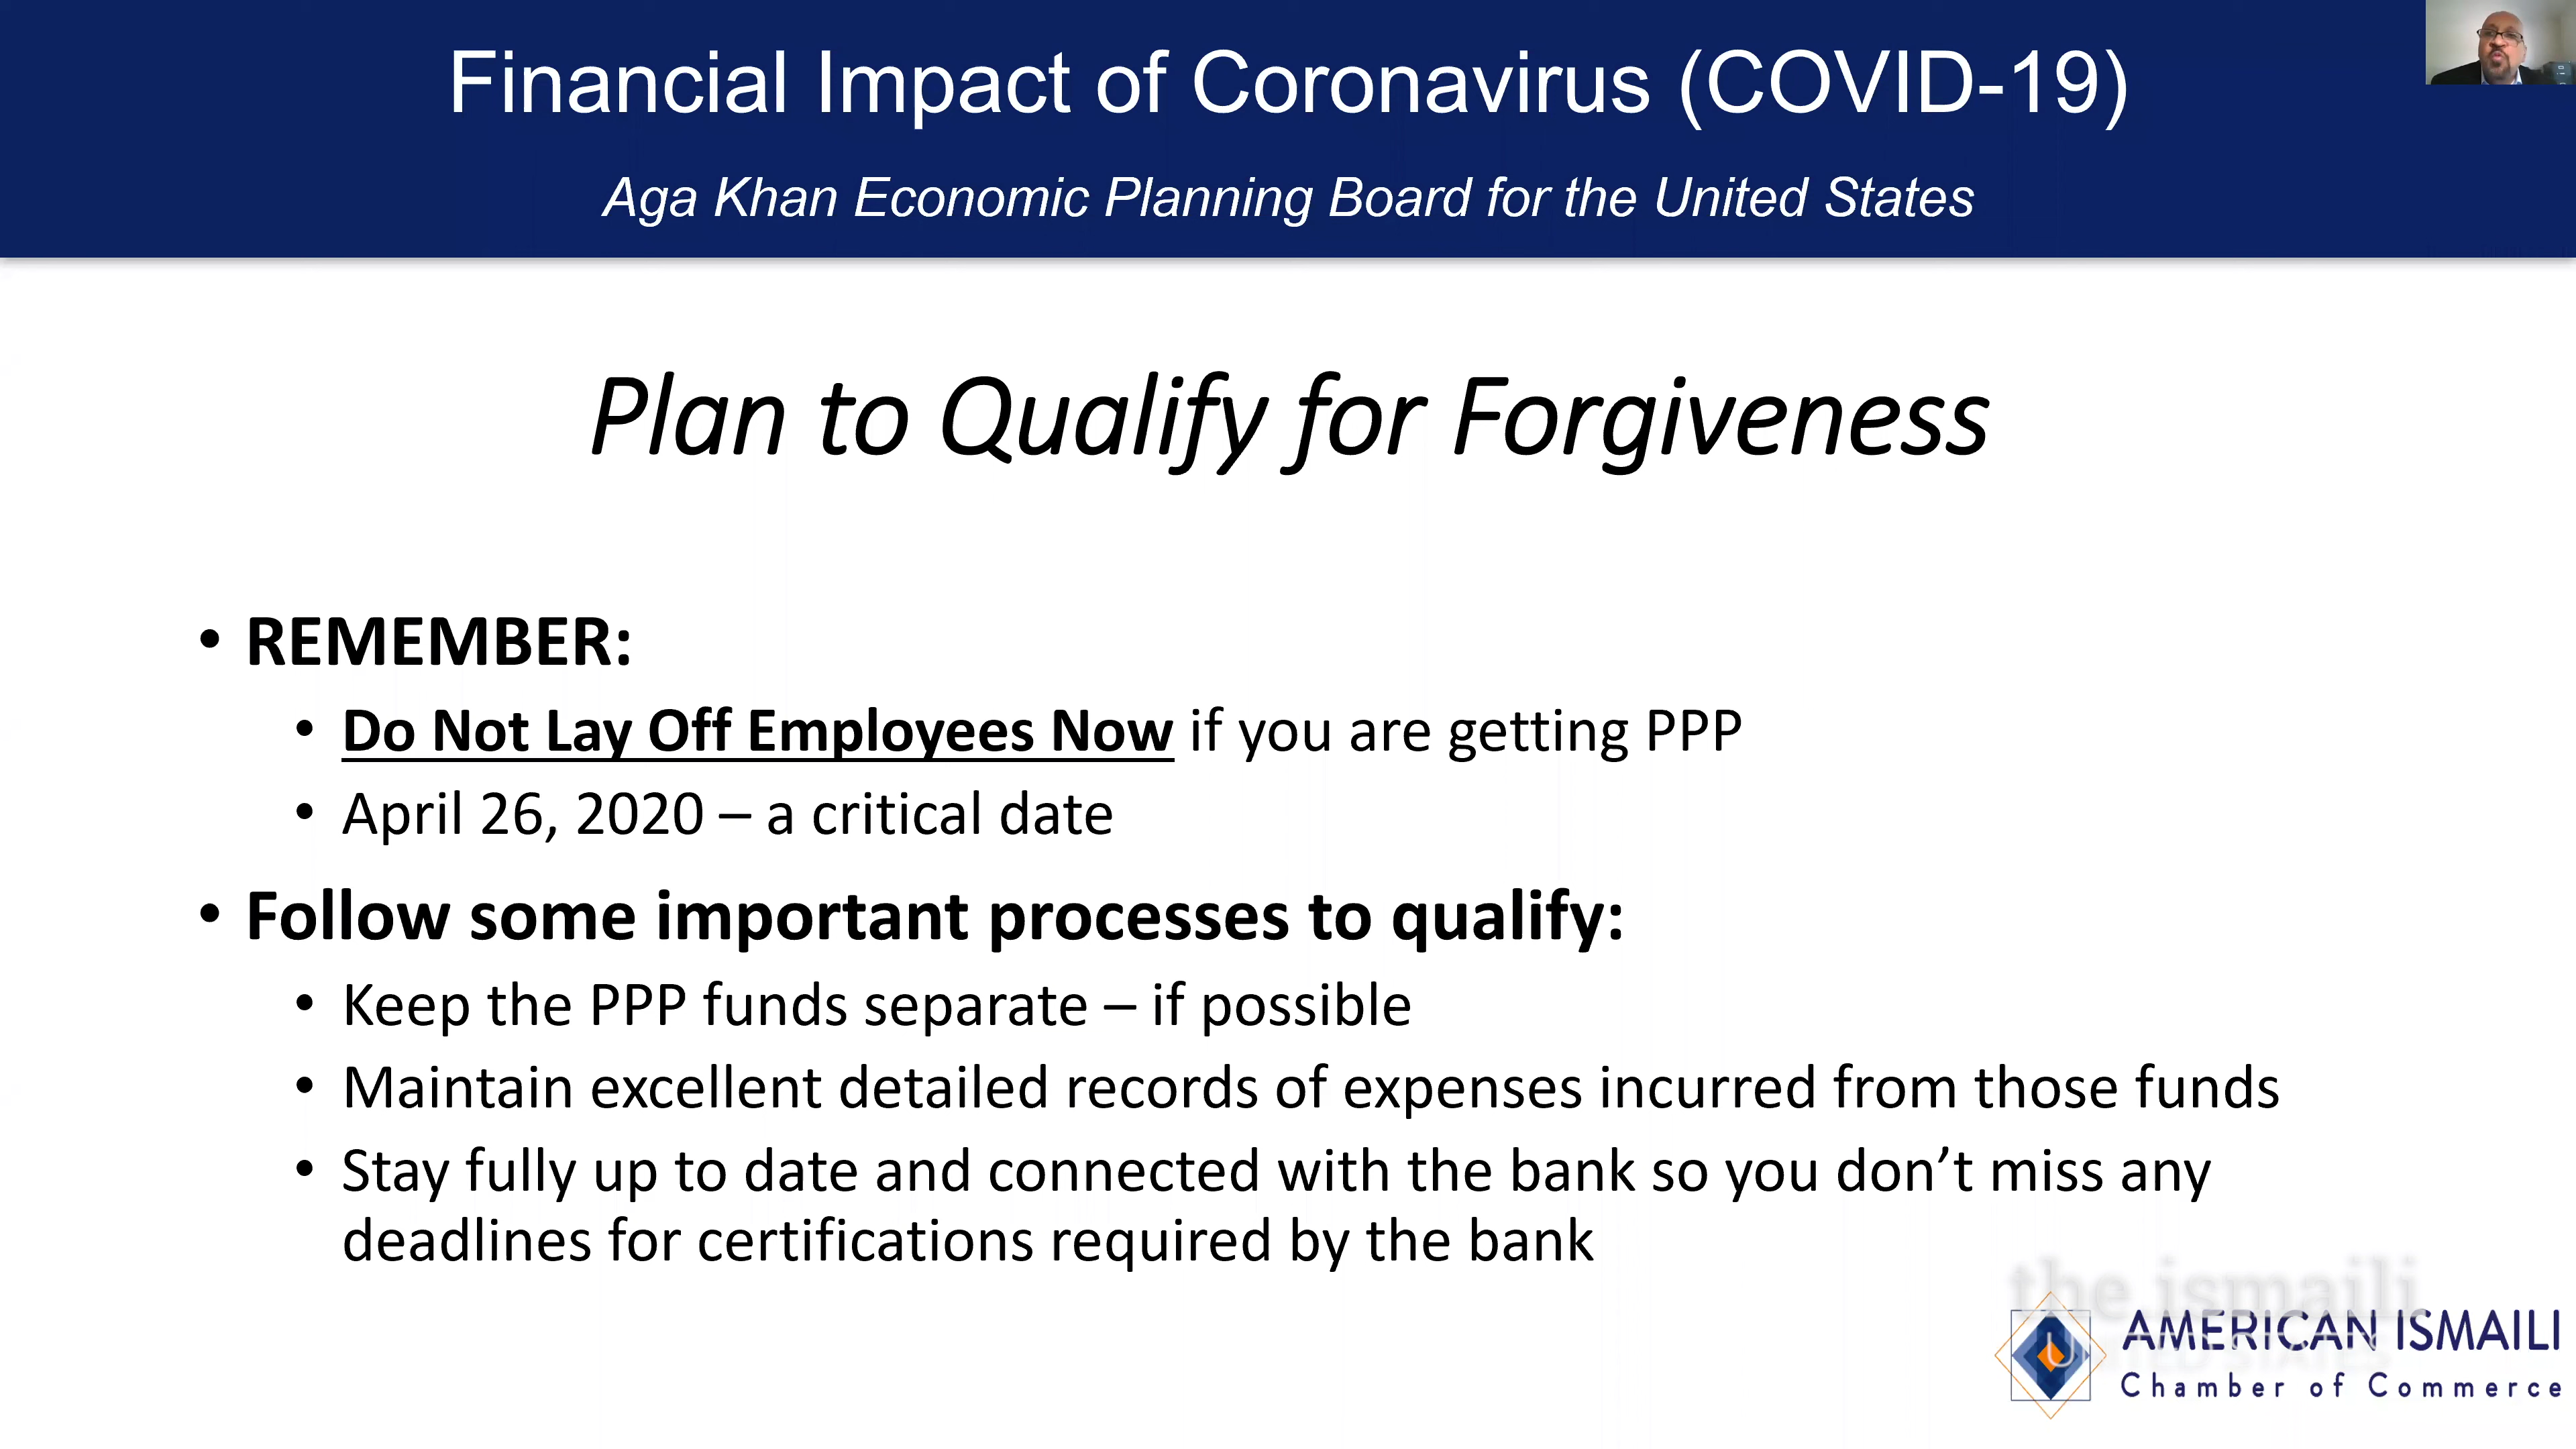 Financial Impact of Coronavirus (COVID-19)
Aga Khan Economic Planning Board for the United States
Plan to Qualify for Forgiveness
• REMEMBER:
• Do Not Lay Off Employees Now if you are getting PPP
• April 26, 2020 – a critical date
• Follow some important processes to qualify:
• Keep the PPP funds separate – if possible
• Maintain excellent detailed records of expenses incurred from those funds
• Stay fully up to date and connected with the bank so you don’t miss any
deadlines for certifications required by the bank
the ismaili
AMERICAN ISMAILI
Chamber of Commerce